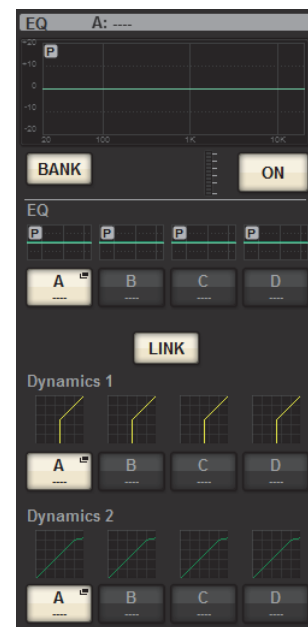 EQ A: ----
+20
P
+10
0
-10
-20
20 100 1K 10K
BANK ON
EQ
P P P P
A B C D
---- ---- ---- ----
LINK
Dynamics 1
A B C D
---- ---- ---- ----
Dynamics 2
A B C D
---- ---- ---- ----